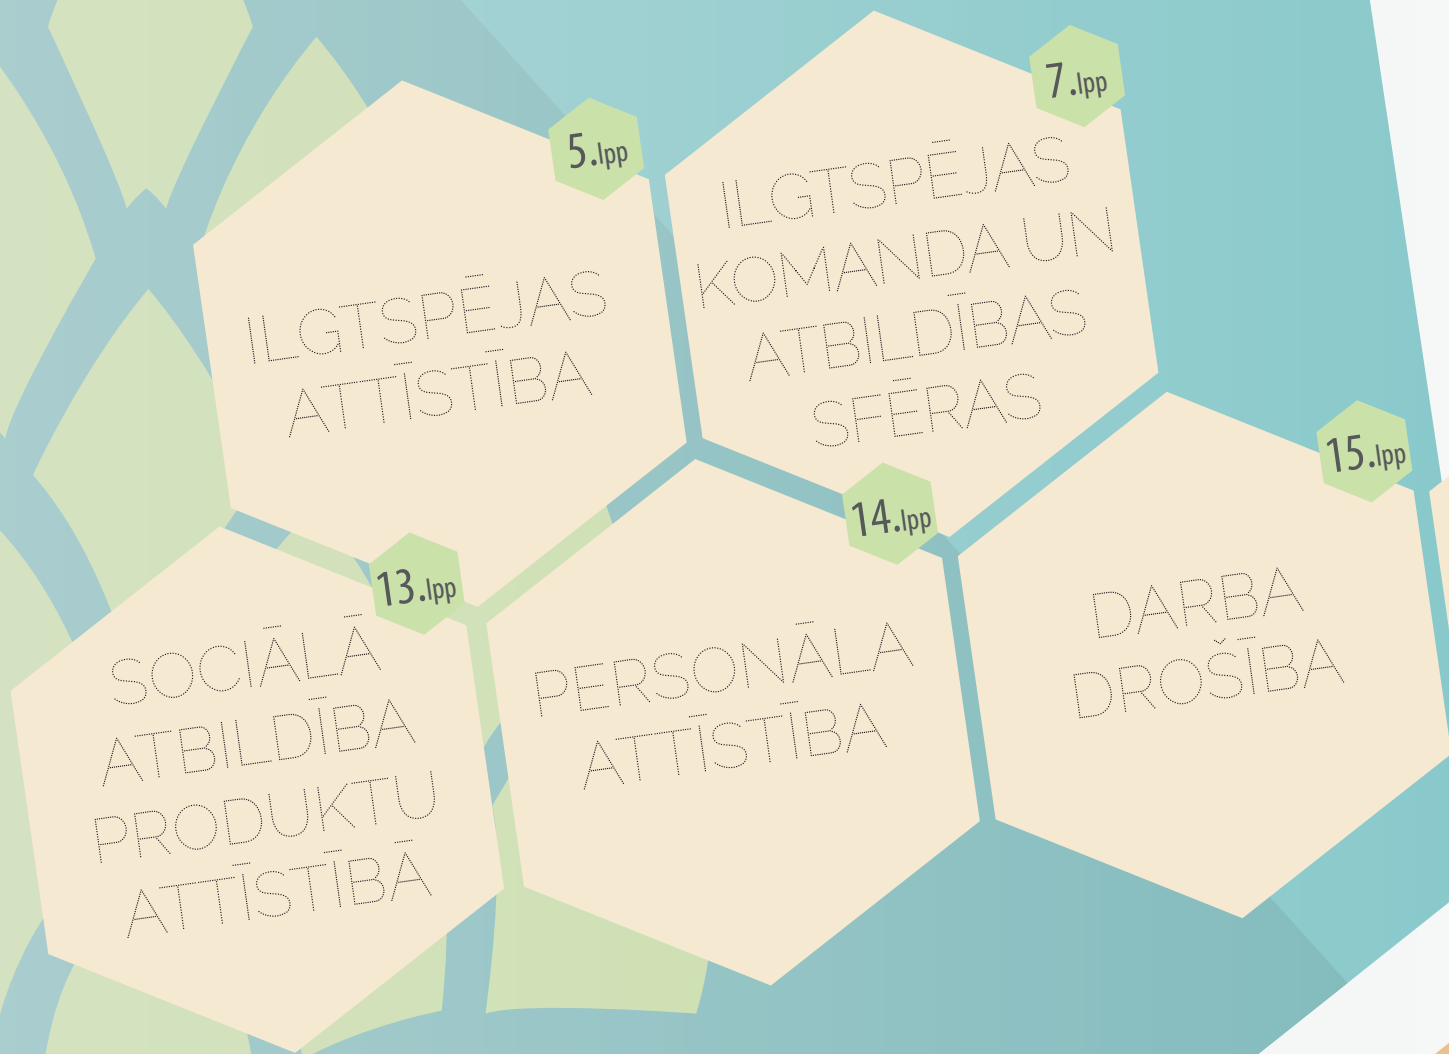 5.lpp
ILGTSPĒJAS
ATTĪSTĪBA
7.lpp
ILGTSPĒJAS
KOMANDA UN
ATBILDĪBAS
SFĒRAS
13.lpp
SOCIĀLĀ
ATBILDĪBA
PRODUKTU
ATTĪSTĪBĀ
14.lpp
PERSONĀLA
ATTĪSTĪBA
15.lpp
DARBA
DROŠĪBA